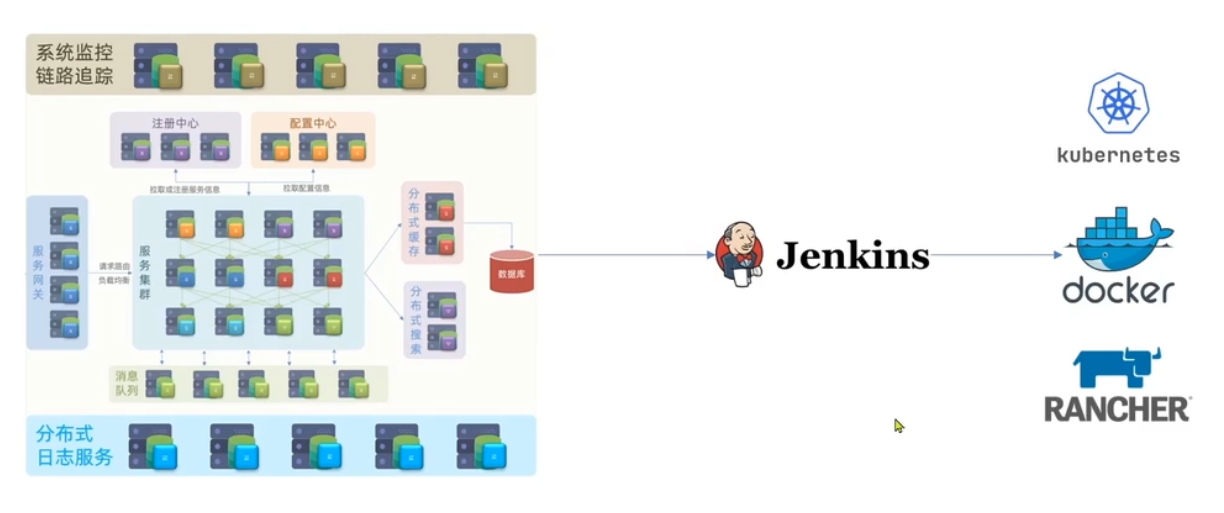 系统监控
链路追踪
注册中心
配置中心
拉取或注册服务信息
拉取配置信息
服务网关
请求路由
负载均衡
服务集群
分布式缓存
数据库
分布式搜索
消息
队列
分布式
日志服务
Jenkins
kubernetes
docker
RANCHER